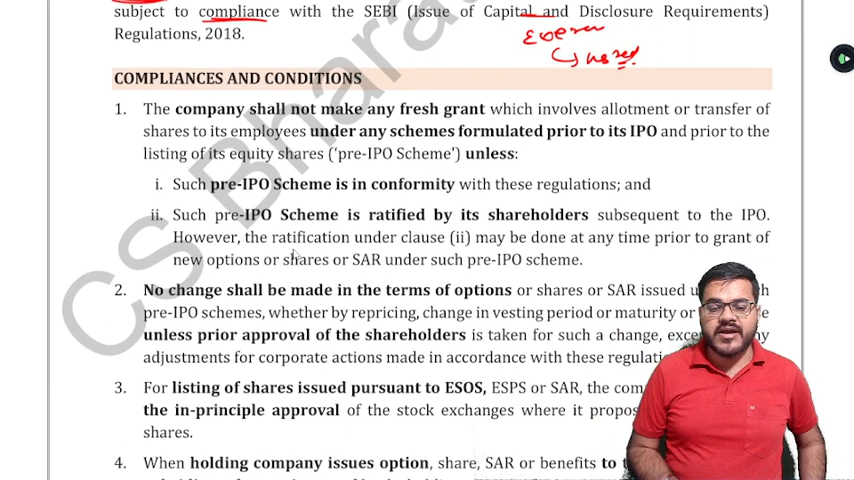 subject to compliance with the SEBI (Issue of Capital and Disclosure Requirements)
Regulations, 2018.
COMPLIANCES AND CONDITIONS
1. The company shall not make any fresh grant which involves allotment or transfer of
shares to its employees under any schemes formulated prior to its IPO and prior to the
listing of its equity shares ('pre-IPO Scheme') unless:
i. Such pre-IPO Scheme is in conformity with these regulations; and
ii. Such pre-IPO Scheme is ratified by its shareholders subsequent to the IPO.
However, the ratification under clause (ii) may be done at any time prior to grant of
new options or shares or SAR under such pre-IPO scheme.
2. No change shall be made in the terms of options or shares or SAR issued
pre-IPO schemes, whether by repricing, change in vesting period or maturity or
unless prior approval of the shareholders is taken for such a change,
adjustments for corporate actions made in accordance with these
3. For listing of shares issued pursuant to ESOS, ESPS or SAR, the
the in-principle approval of the stock exchanges where it
shares.
4. When holding company issues option, share, SAR or benefits to
CS Bharat